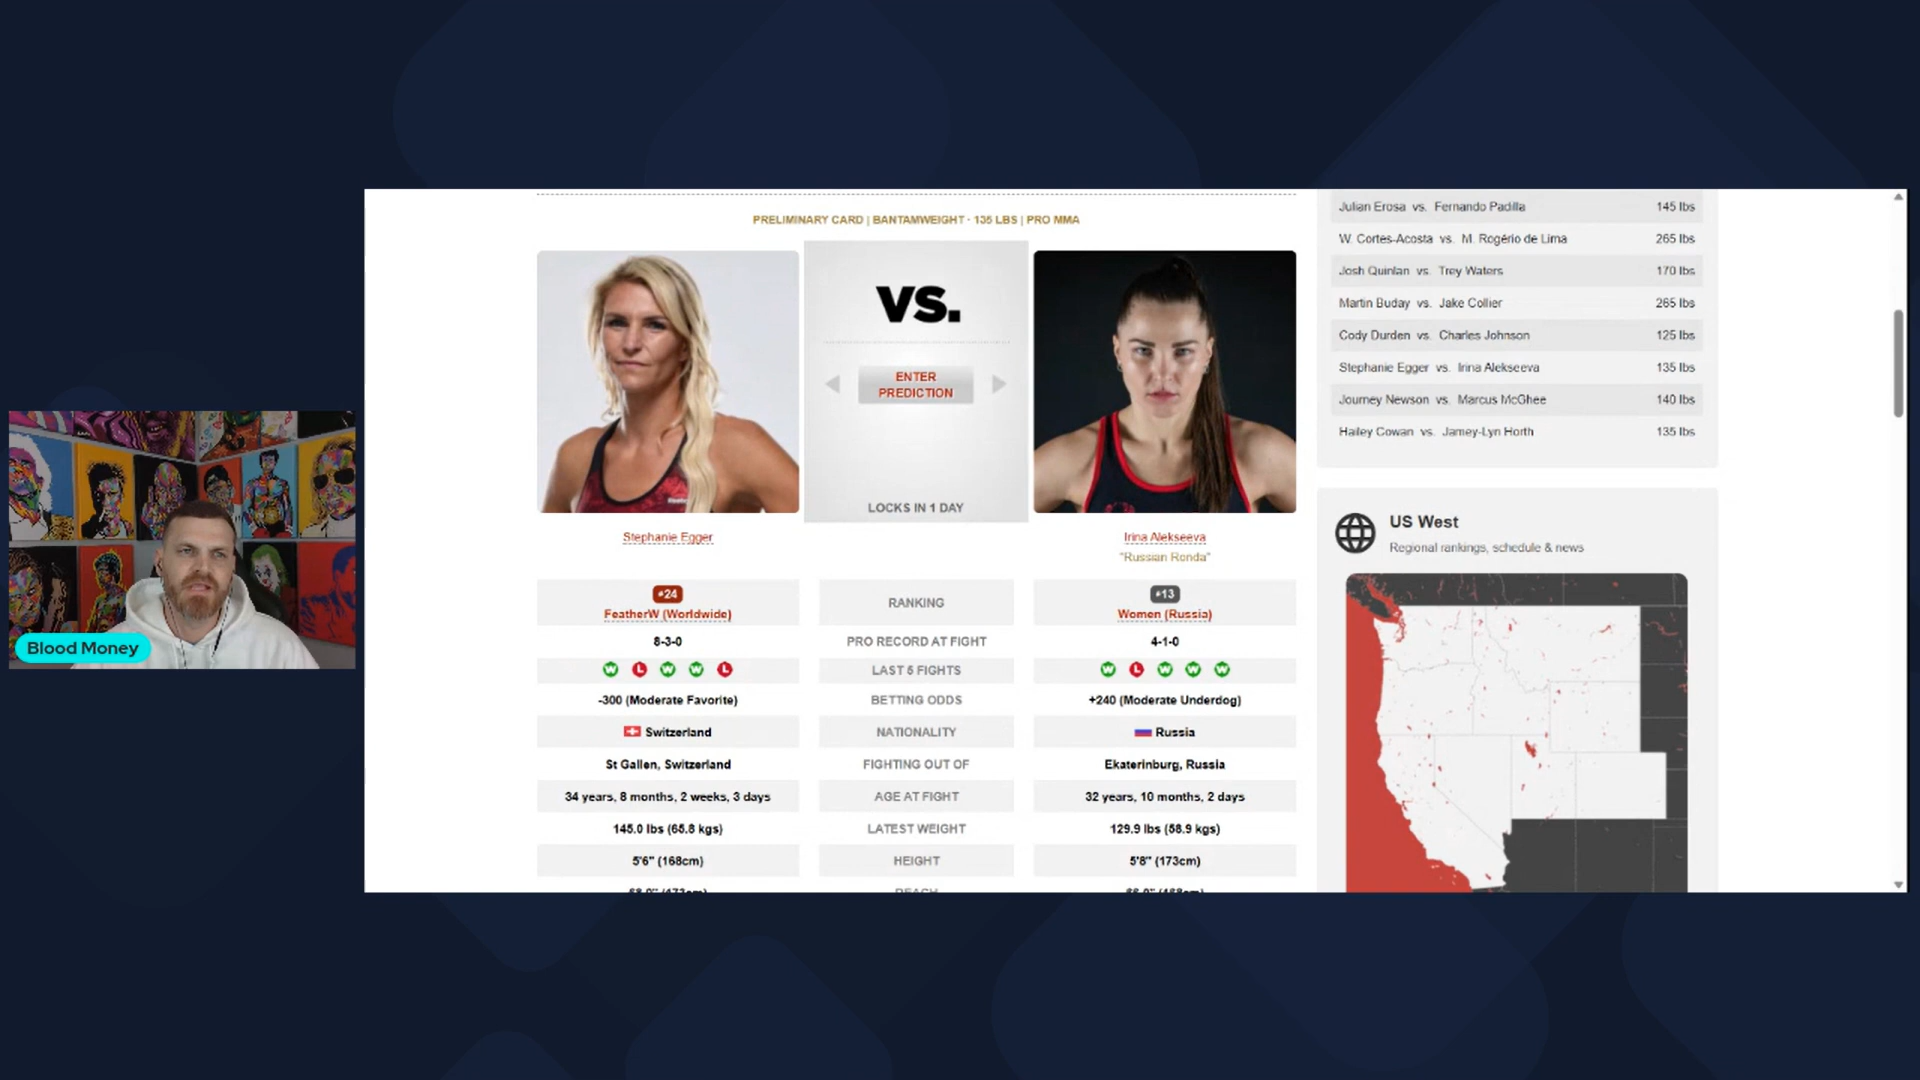 PRELIMINARY CARD | BANTAMWEIGHT · 135 LBS | PRO MMA
VS.
ENTER
PREDICTION
LOCKS IN 1 DAY
Stephanie Egger
Irina Alekseeva
"Russian Ronda"
#24 RANKING #13
FeatherW (Worldwide) Women (Russia)
8-3-0 PRO RECORD AT FIGHT 4-1-0
W L W W L LAST 5 FIGHTS W L W W W
-300 (Moderate Favorite) BETTING ODDS +240 (Moderate Underdog)
Switzerland NATIONALITY Russia
St Gallen, Switzerland FIGHTING OUT OF Ekaterinburg, Russia
34 years, 8 months, 2 weeks, 3 days AGE AT FIGHT 32 years, 10 months, 2 days
145.0 lbs (65.8 kgs) LATEST WEIGHT 129.9 lbs (58.9 kgs)
5'6" (168cm) HEIGHT 5'8" (173cm)
REACH
Julian Erosa vs. Fernando Padilla 145 lbs
W. Cortes-Acosta vs. M. Rogério de Lima 265 lbs
Josh Quinlan vs. Trey Waters 170 lbs
Martin Buday vs. Jake Collier 265 lbs
Cody Durden vs. Charles Johnson 125 lbs
Stephanie Egger vs. Irina Alekseeva 135 lbs
Journey Newson vs. Marcus McGhee 140 lbs
Hailey Cowan vs. Jamey-Lyn Horth 135 lbs
US West
Regional rankings, schedule & news
Blood Money